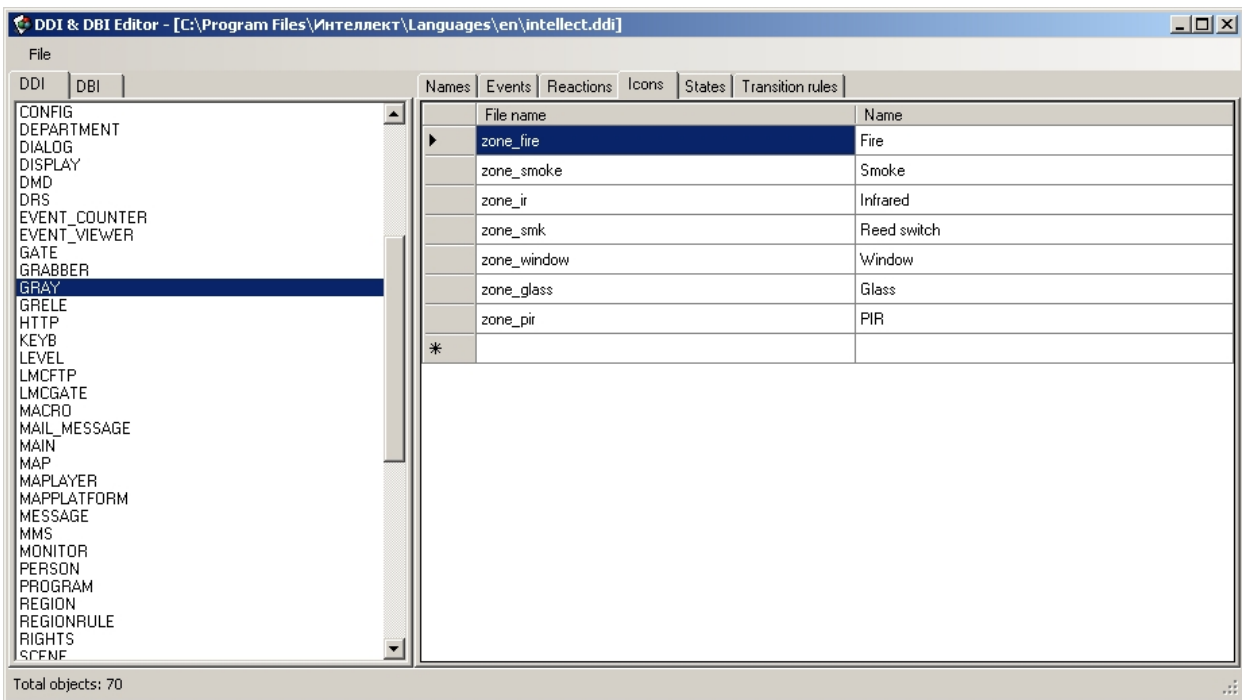 DDI & DBI Editor - [C:\Program Files\Интеллект\Languages\en\intellect.ddi]
File
DDI DBI
Names Events Reactions Icons States Transition rules
CONFIG
DEPARTMENT
DIALOG
DISPLAY
DMD
DRS
EVENT_COUNTER
EVENT_VIEWER
GATE
GRABBER
GRAY
GRELE
HTTP
KEYB
LEVEL
LMCFTP
LMCGATE
MACRO
MAIL_MESSAGE
MAIN
MAP
MAPLAYER
MAPPLATFORM
MESSAGE
MMS
MONITOR
PERSON
PROGRAM
REGION
REGIONRULE
RIGHTS
SCENE
File name Name
zone_fire Fire
zone_smoke Smoke
zone_ir Infrared
zone_smk Reed switch
zone_window Window
zone_glass Glass
zone_pir PIR
Total objects: 70